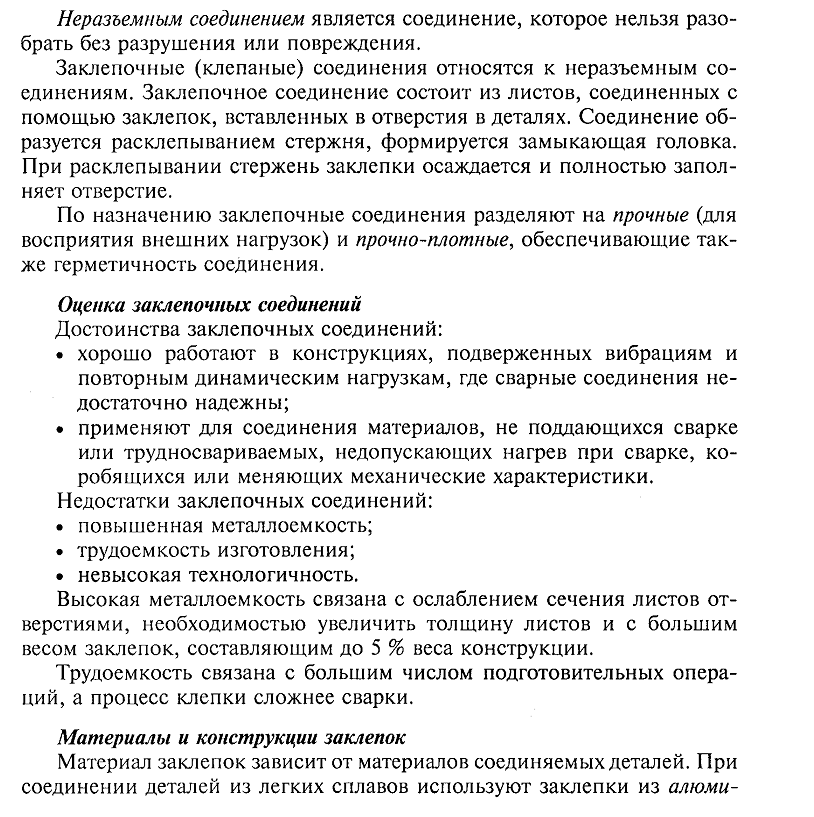 Неразъемным соединением является соединение, которое нельзя разо-
брать без разрушения или повреждения.
Заклепочные (клепаные) соединения относятся к неразъемным со-
единениям. Заклепочное соединение состоит из листов, соединенных с
помощью заклепок, вставленных в отверстия в деталях. Соединение об-
разуется расклепыванием стержня, формируется замыкающая головка.
При расклепывании стержень заклепки осаждается и полностью запол-
няет отверстие.
По назначению заклепочные соединения разделяют на прочные (для
восприятия внешних нагрузок) и прочно-плотные, обеспечивающие так-
же герметичность соединения.
Оценка заклепочных соединений
Достоинства заклепочных соединений:
• хорошо работают в конструкциях, подверженных вибрациям и
повторным динамическим нагрузкам, где сварные соединения не-
достаточно надежны;
• применяют для соединения материалов, не поддающихся сварке
или трудносвариваемых, недопускающих нагрев при сварке, ко-
робящихся или меняющих механические характеристики.
Недостатки заклепочных соединений:
• повышенная металлоемкость;
• трудоемкость изготовления;
• невысокая технологичность.
Высокая металлоемкость связана с ослаблением сечения листов от-
верстиями, необходимостью увеличить толщину листов и с большим
весом заклепок, составляющим до 5 % веса конструкции.
Трудоемкость связана с большим числом подготовительных опера-
ций, а процесс клепки сложнее сварки.
Материалы и конструкции заклепок
Материал заклепок зависит от материалов соединяемых деталей. При
соединении деталей из легких сплавов используют заклепки из алюми-